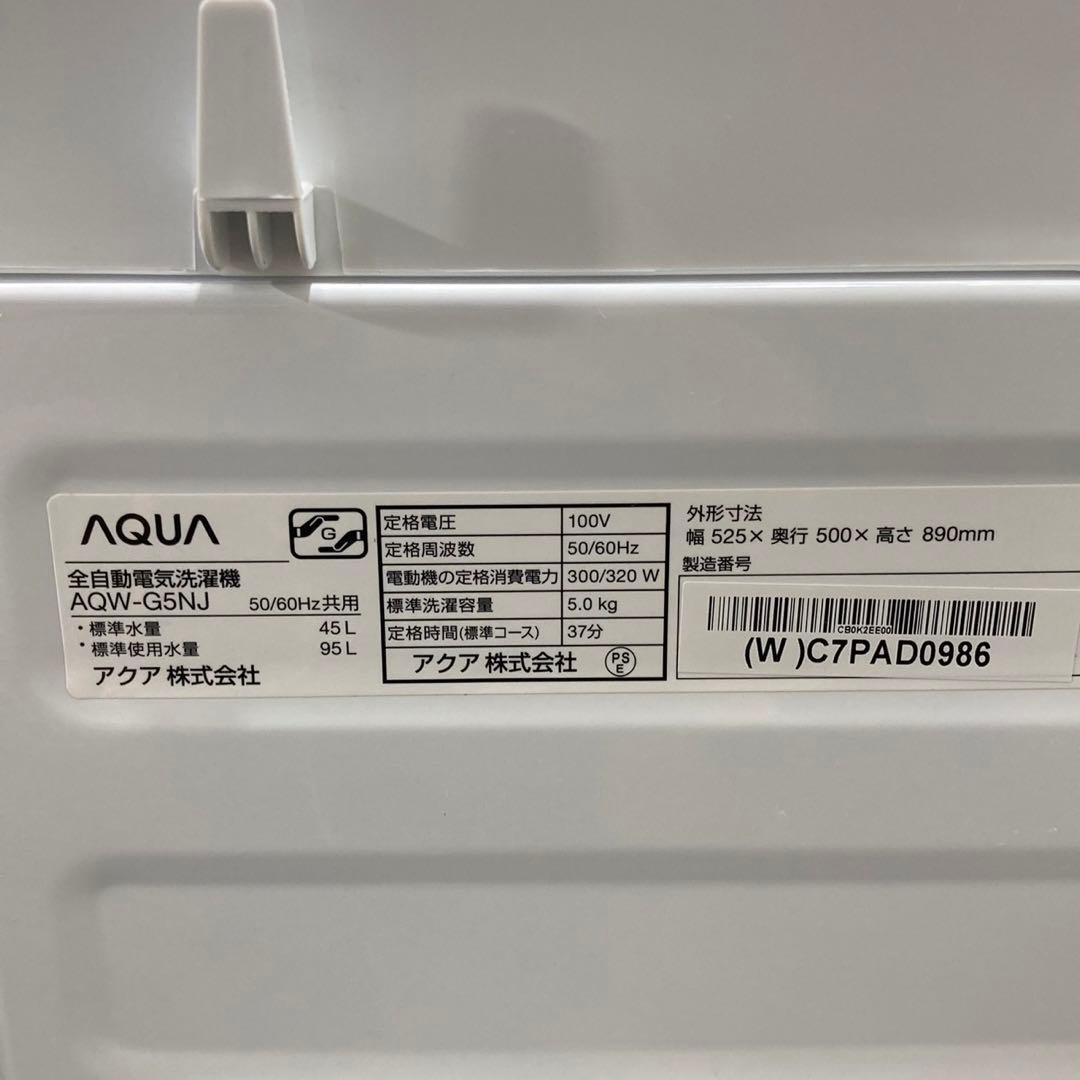 AQUA
G
全自動電気洗濯機
AQW-G5NJ 50/60Hz共用
・標準水量 45L
・標準使用水量 95L
アクア 株式会社
定格電圧 100V
定格周波数 50/60Hz
電動機の定格消費電力 300/320 W
標準洗濯容量 5.0 kg
定格時間(標準コース) 37分
アクア 株式会社 PS E
外形寸法
幅 525× 奥行 500× 高さ 890mm
製造番号
CB0K2EE00
(W )C7PAD0986